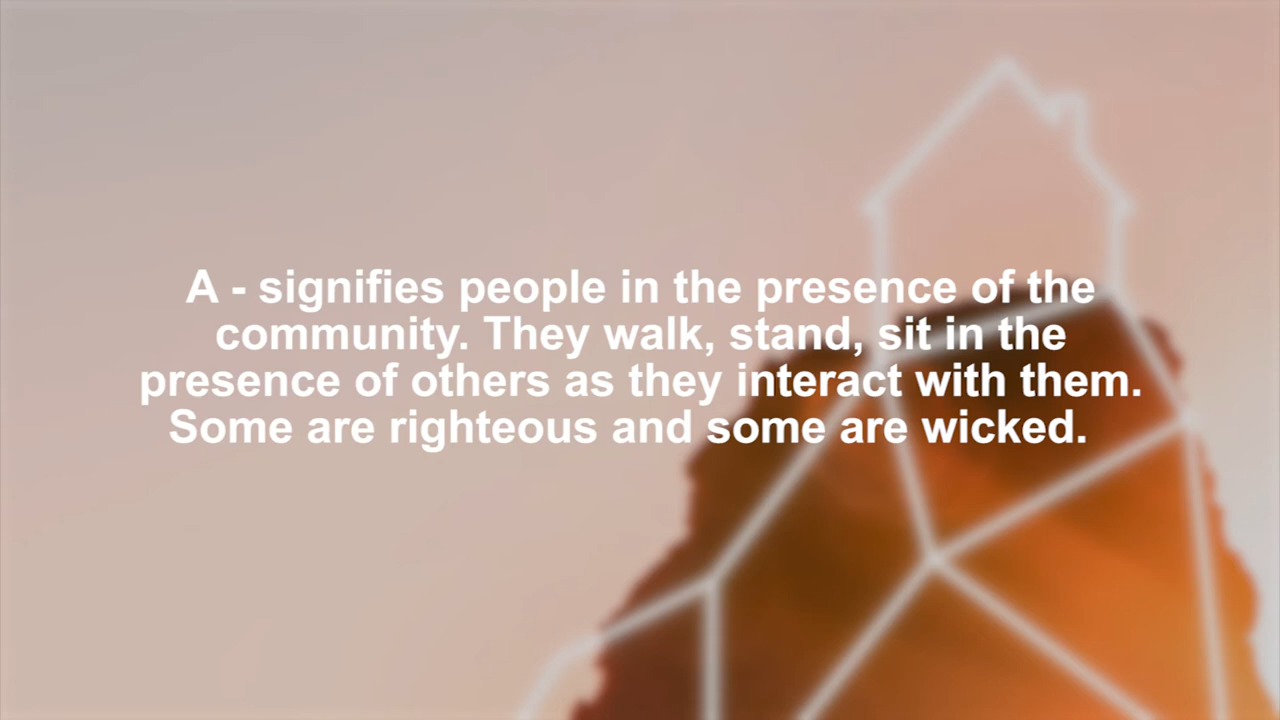 A - signifies people in the presence of the
community. They walk, stand, sit in the
presence of others as they interact with them.
Some are righteous and some are wicked.